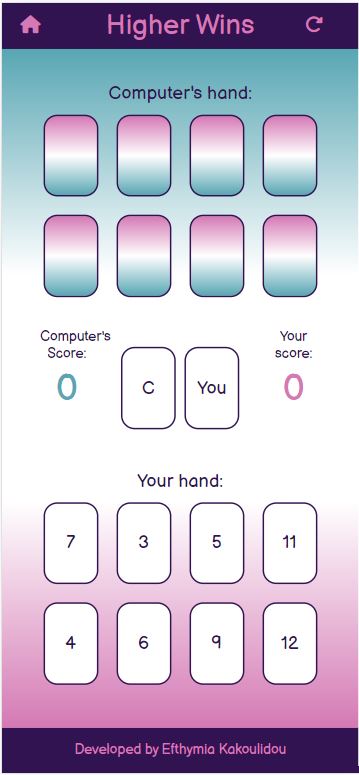 Higher Wins
Computer's hand:
Computer's
Score:
0
C
You
Your
score:
0
Your hand:
7 3 5 11
4 6 9 12
Developed by Efthymia Kakoulidou